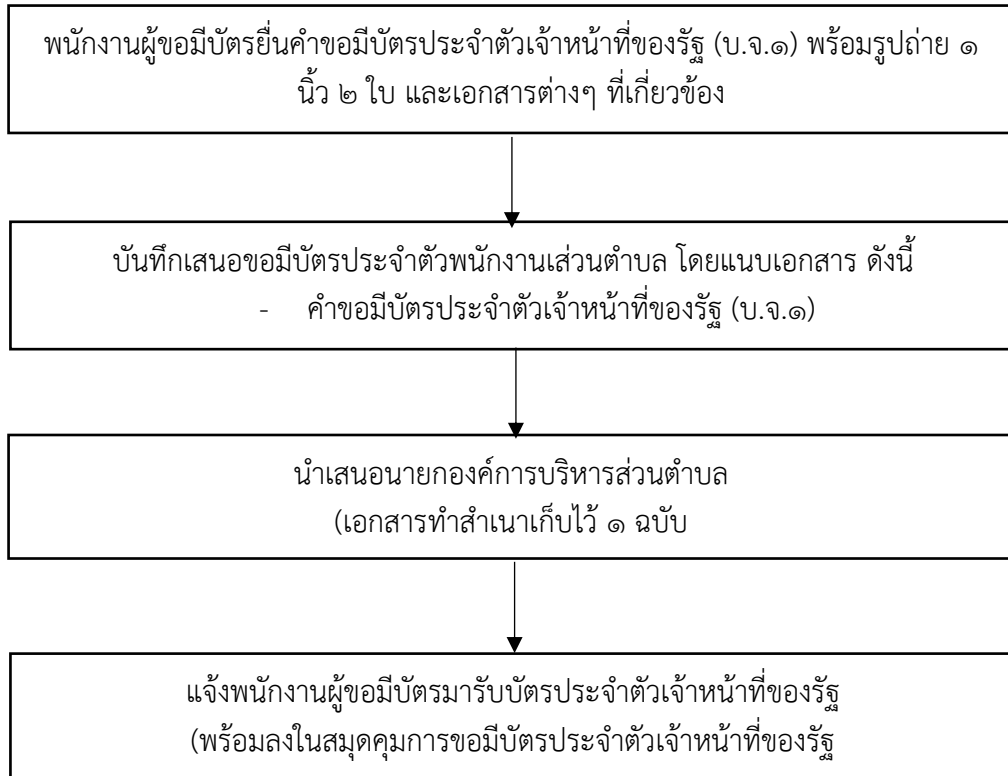 พนักงานผู้ขอมีบัตรยื่นคำขอมีบัตรประจำตัวเจ้าหน้าที่ของรัฐ (บ.จ.๑) พร้อมรูปถ่าย ๑
นิ้ว ๒ ใบ และเอกสารต่างๆ ที่เกี่ยวข้อง
บันทึกเสนอขอมีบัตรประจำตัวพนักงานเส่วนตำบล โดยแนบเอกสาร ดังนี้
- คำขอมีบัตรประจำตัวเจ้าหน้าที่ของรัฐ (บ.จ.๑)
นำเสนอนายกองค์การบริหารส่วนตำบล
(เอกสารทำสำเนาเก็บไว้ ๑ ฉบับ
แจ้งพนักงานผู้ขอมีบัตรมารับบัตรประจำตัวเจ้าหน้าที่ของรัฐ
(พร้อมลงในสมุดคุมการขอมีบัตรประจำตัวเจ้าหน้าที่ของรัฐ